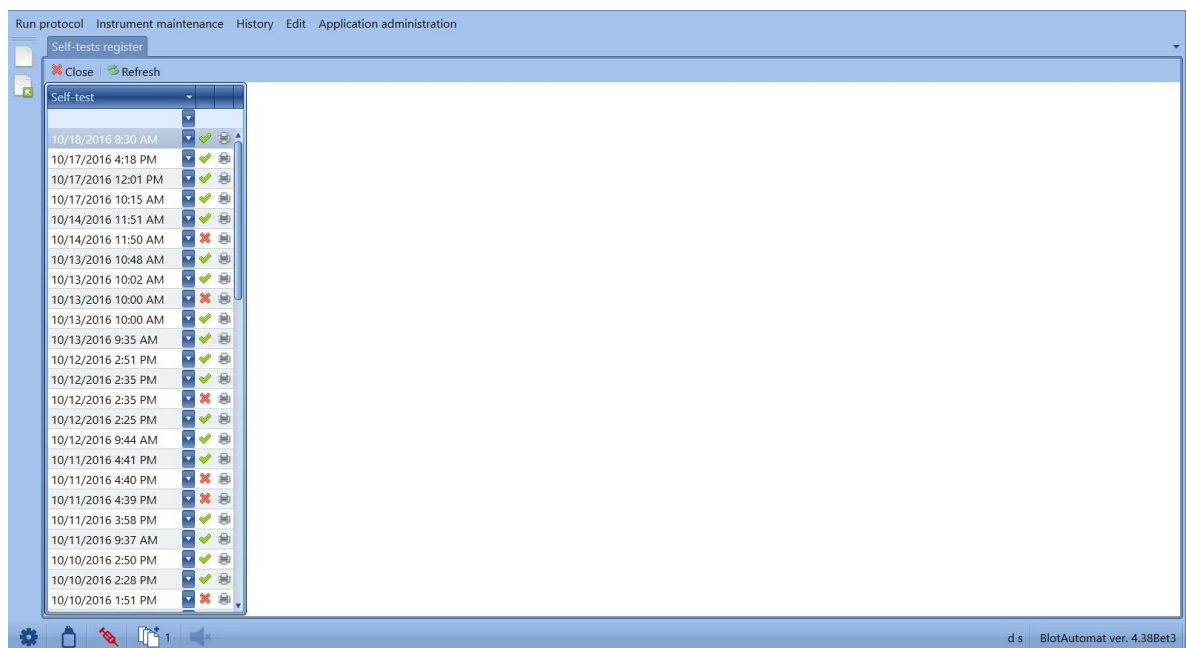 Run protocol Instrument maintenance History Edit Application administration
Self-tests register
Close Refresh
Self-test
10/18/2016 8:30 AM
10/17/2016 4:18 PM
10/17/2016 12:01 PM
10/17/2016 10:15 AM
10/14/2016 11:51 AM
10/14/2016 11:50 AM
10/13/2016 10:48 AM
10/13/2016 10:02 AM
10/13/2016 10:00 AM
10/13/2016 10:00 AM
10/13/2016 9:35 AM
10/12/2016 2:51 PM
10/12/2016 2:35 PM
10/12/2016 2:35 PM
10/12/2016 2:25 PM
10/12/2016 9:44 AM
10/11/2016 4:41 PM
10/11/2016 4:40 PM
10/11/2016 4:39 PM
10/11/2016 3:58 PM
10/11/2016 9:37 AM
10/10/2016 2:50 PM
10/10/2016 2:28 PM
10/10/2016 1:51 PM
1 d s BlotAutomat ver. 4.38Bet3